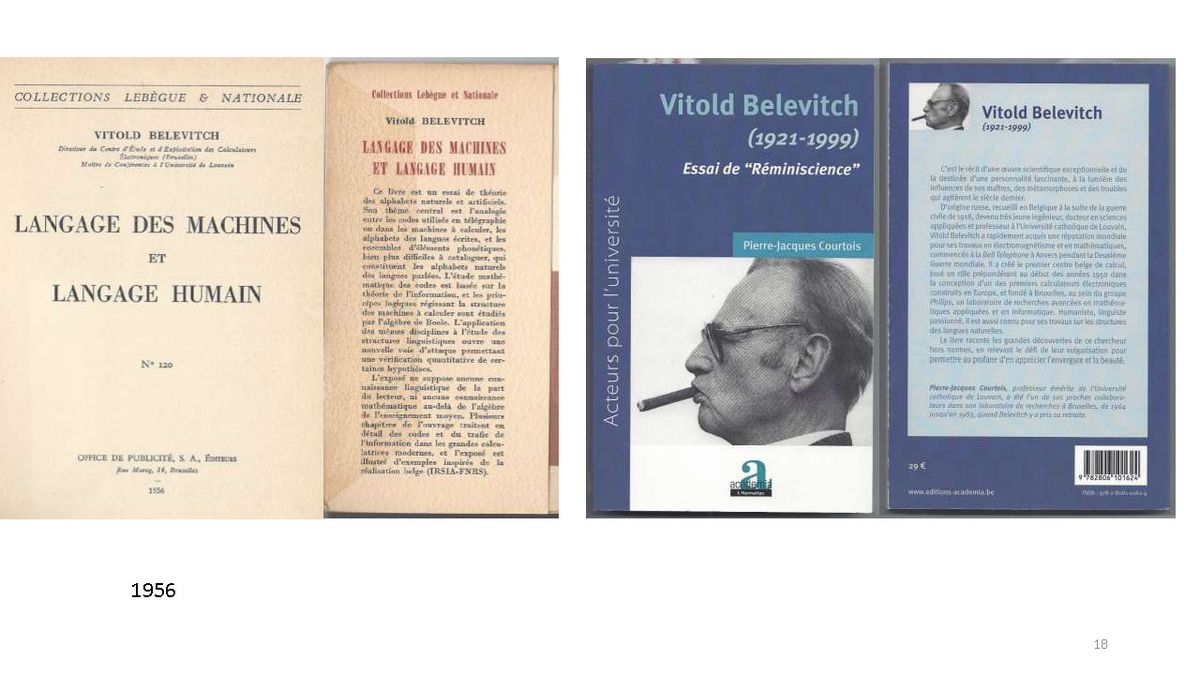 COLLECTIONS LEBÈGUE & NATIONALE
VITOLD BELEVITCH
Directeur du Centre d'Étude et d'Exploitation des Calculateurs
Électroniques (Bruxelles)
Maître de Conférences à l'Université de Louvain
LANGAGE DES MACHINES
ET
LANGAGE HUMAIN
N° 120
OFFICE DE PUBLICITÉ, S. A., ÉDITEURS
Rue Marcq, 14, Bruxelles
1956
Collections Lebègue et Nationale
Vitold BELEVITCH
LANGAGE DES MACHINES
ET LANGAGE HUMAIN
Ce livre est un essai de théorie
des alphabets naturels et artificiels.
Son thème central est l'analogie
entre les codes utilisés en télégraphie
ou dans les machines à calculer, les
alphabets des langues écrites, et les
ensembles d'éléments phonétiques,
bien plus difficiles à cataloguer, qui
constituent les alphabets naturels
des langues parlées. L'étude mathé-
matique des codes est basée sur la
théorie de l'information, et les prin-
cipes logiques régissant la structure
des machines à calculer sont étudiés
par l'algèbre de Boole. L'application
des mêmes disciplines à l'étude des
structures linguistiques ouvre une
nouvelle voie d'attaque permettant
une vérification quantitative de cer-
taines hypothèses.
L'exposé ne suppose aucune con-
naissance linguistique de la part
du lecteur, ni aucune connaissance
mathématique au-delà de l'algèbre
de l'enseignement moyen. Plusieurs
chapitres de l'ouvrage traitent en
détail des codes et du trafic de
l'information dans les grandes calcu-
latrices modernes, et l'exposé est
illustré d'exemples inspirés de la
réalisation belge (IRSIA-FNRS).
Vitold Belevitch
(1921-1999)
Essai de “Réminiscience”
Pierre-Jacques Courtois
Acteurs pour l'université
a
academia
L'Harmattan
Vitold Belevitch
(1921-1999)
C'est le récit d'une œuvre scientifique exceptionnelle et de
la destinée d'une personnalité fascinante, à la lumière des
influences de ses maîtres, des métamorphoses et des troubles
qui agitèrent le siècle dernier.
D'origine russe, recueilli en Belgique à la suite de la guerre
civile de 1918, devenu très jeune ingénieur, docteur en sciences
appliquées et professeur à l'Université catholique de Louvain,
Vitold Belevitch a rapidement acquis une réputation mondiale
pour ses travaux en électromagnétisme et en mathématiques,
commencés à la Bell Telephone à Anvers pendant la Deuxième
Guerre mondiale. Il a créé le premier centre belge de calcul,
joué un rôle prépondérant au début des années 1950 dans
la conception d'un des premiers calculateurs électroniques
construits en Europe, et fondé à Bruxelles, au sein du groupe
Philips, un laboratoire de recherches avancées en mathéma-
tiques appliquées et en informatique. Humaniste, linguiste
passionné, il est aussi connu pour ses travaux sur les structures
des langues naturelles.
Le livre raconte les grandes découvertes de ce chercheur
hors normes, en relevant le défi de leur vulgarisation pour
permettre au profane d'en apprécier l'envergure et la beauté.
Pierre-Jacques Courtois, professeur émérite de l'Université
catholique de Louvain, a été l'un de ses proches collabora-
teurs dans son laboratoire de recherches à Bruxelles, de 1964
jusqu'en 1985, quand Belevitch y a pris sa retraite.
29 €
www.editions-academia.be
9 782806 101624
ISBN : 978-2-8061-0162-4
1956
18